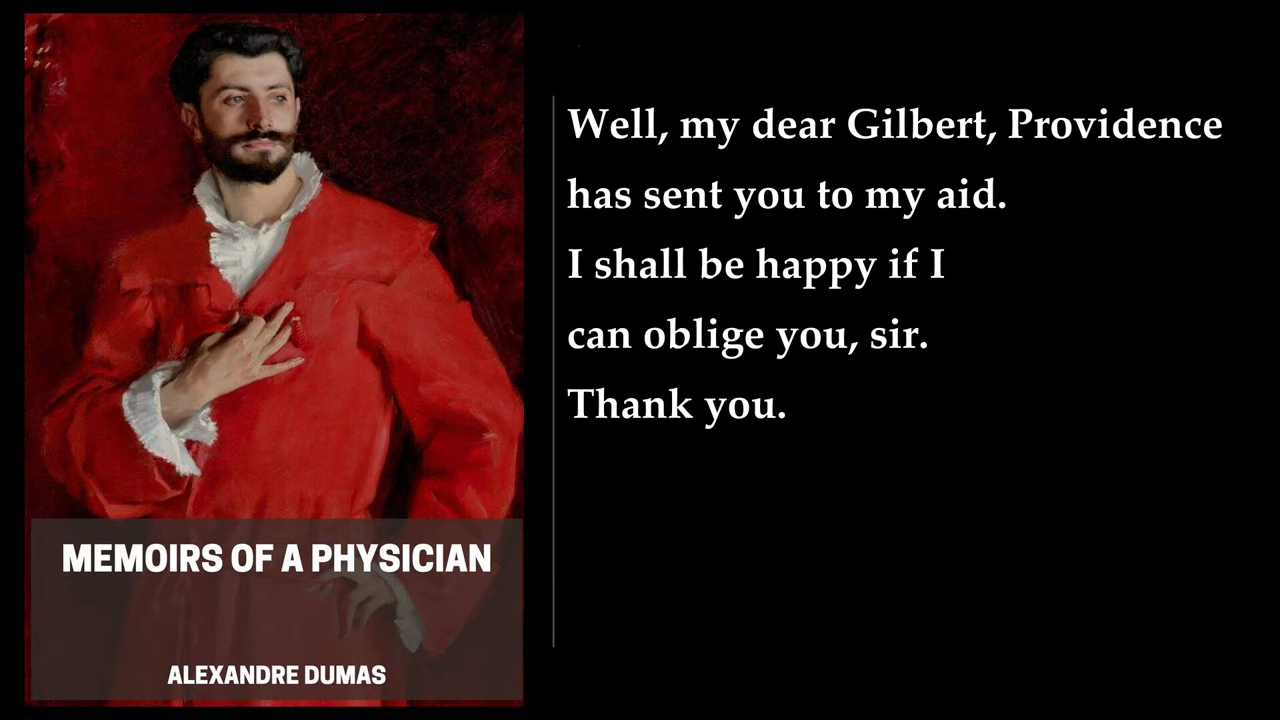 Well, my dear Gilbert, Providence
has sent you to my aid.
I shall be happy if I
can oblige you, sir.
Thank you.
MEMOIRS OF A PHYSICIAN
ALEXANDRE DUMAS